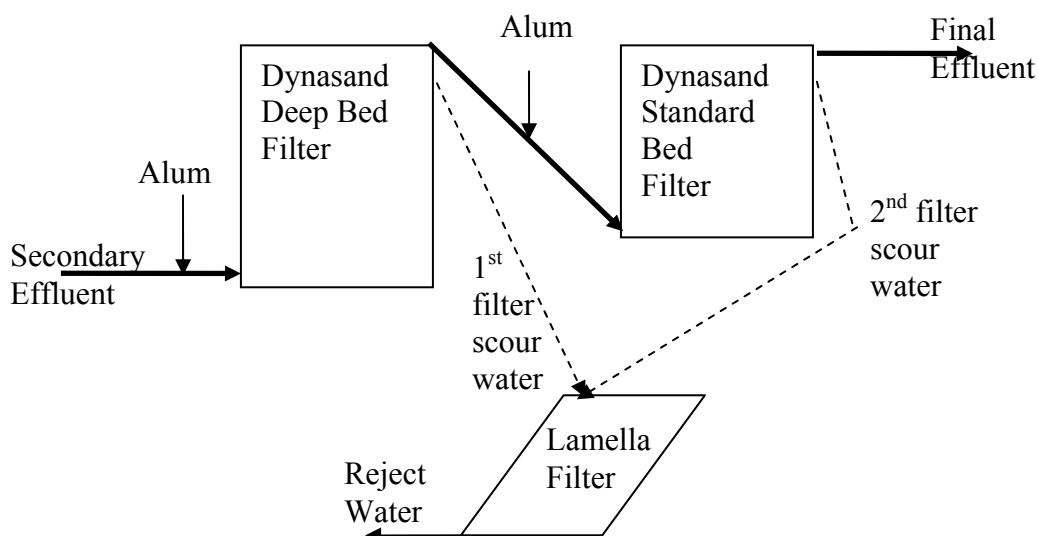 Alum
Final
Effluent
Dynasand
Deep Bed
Filter
Dynasand
Standard
Bed
Filter
Alum
Secondary
Effluent
1st
filter
scour
water
2nd filter
scour
water
Lamella
Filter
Reject
Water